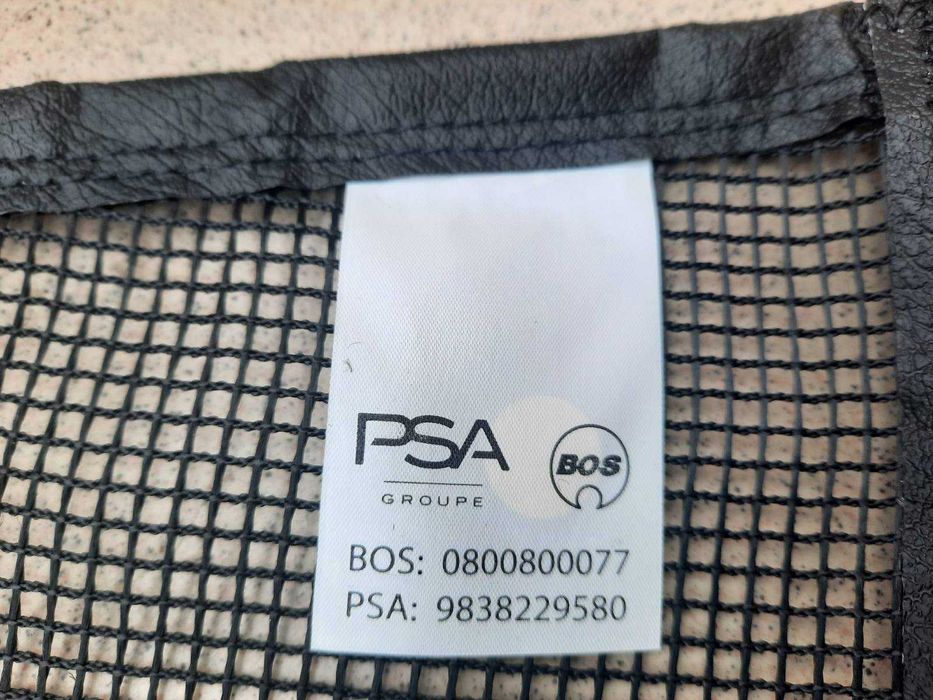 PSA
GROUPE
BOS
BOS: 0800800077
PSA: 9838229580